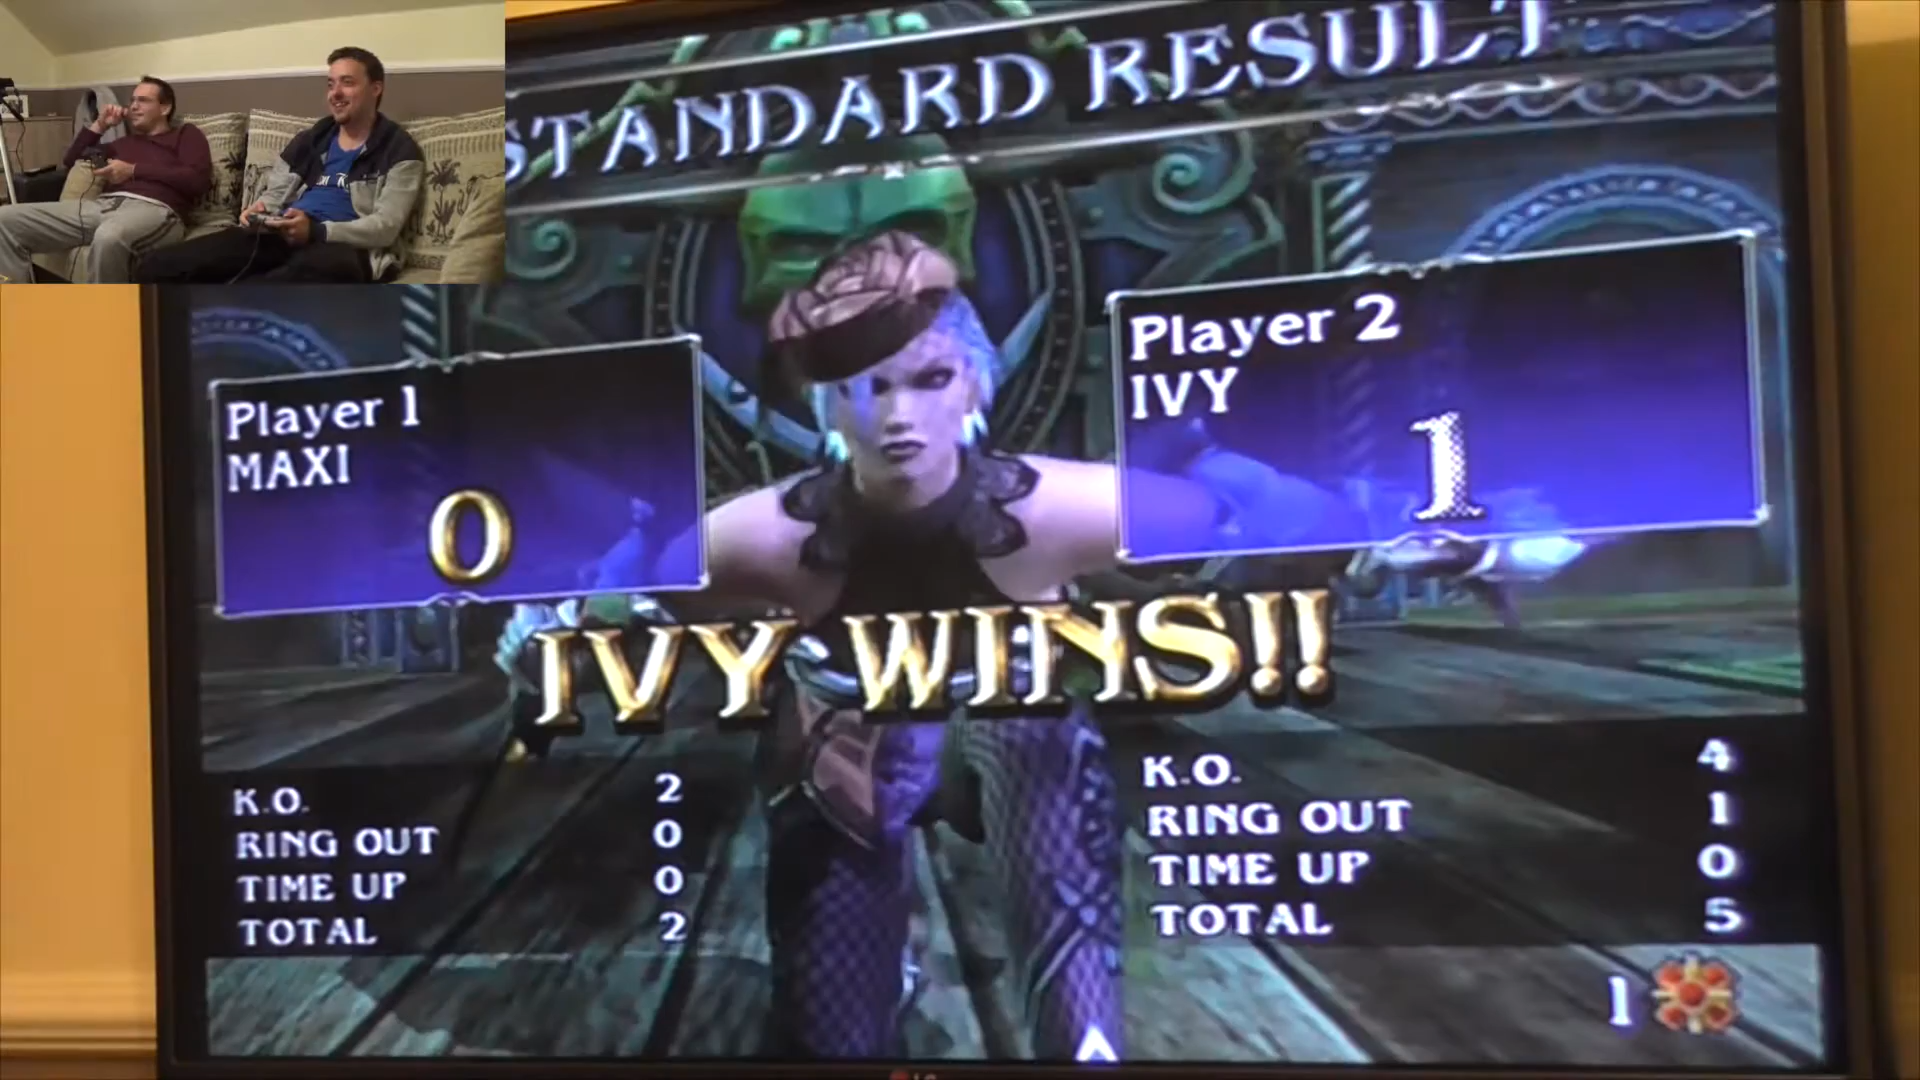 STANDARD RESULT
Player 1
MAXI
0
Player 2
IVY
1
IVY WINS!!
K.O. 2
RING OUT 0
TIME UP 0
TOTAL 2
K.O. 4
RING OUT 1
TIME UP 0
TOTAL 5
1